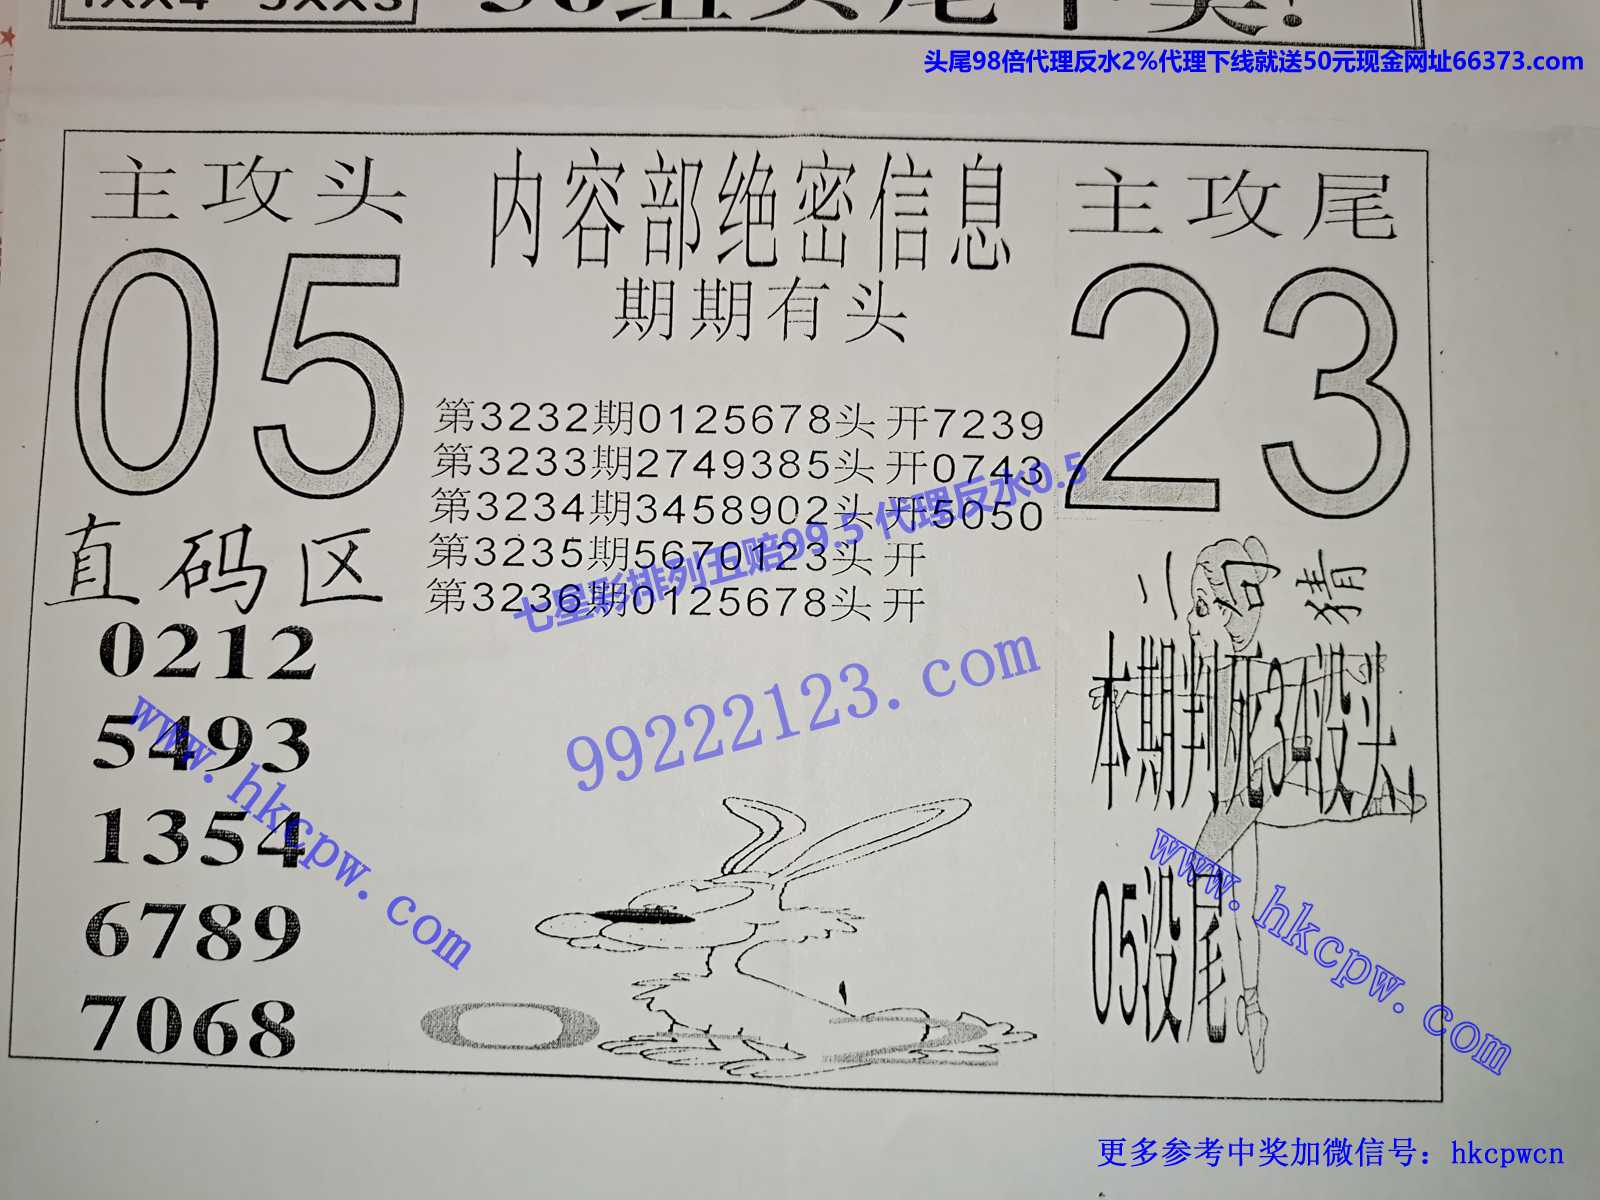 1XX4 5XX3
头尾98倍代理反水2%代理下线就送50元现金网址66373.com
主攻头
05
内容部绝密信息
期期有头
主攻尾
23
第3232期0125678头 开7239
第3233期2749385头 开0743
第3234期3458902头 开5050
第3235期5670123头 开
第3236期0125678头 开
七星彩排列五赔99.5 代理反水0.5
99222123.com
直码区
0212
5493
1354
6789
7068
www.hkcpw.com
二句猜
本期判死34没头
05没尾
www.hkcpw.com
更多参考中奖加微信号：hkcpwcn